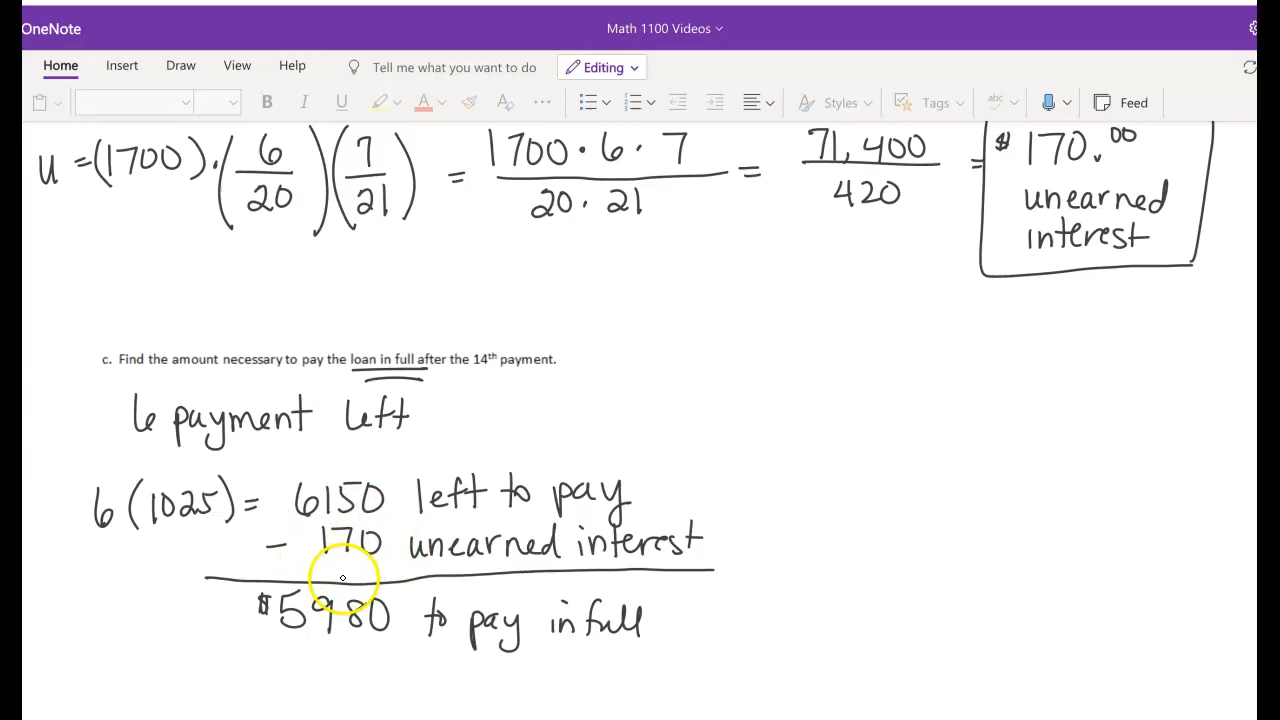 OneNote
Math 1100 Videos
Home Insert Draw View Help Tell me what you want to do Editing
B I U A Styles Tags abc Feed
u = (1700) · (6/20) (7/21) = 1700 · 6 · 7 / 20 · 21 = 71,400 / 420 = $170.00
unearned
interest
c. Find the amount necessary to pay the loan in full after the 14th payment.
6 payment left
6 (1025) = 6150 left to pay
- 170 unearned interest
$5980 to pay in full